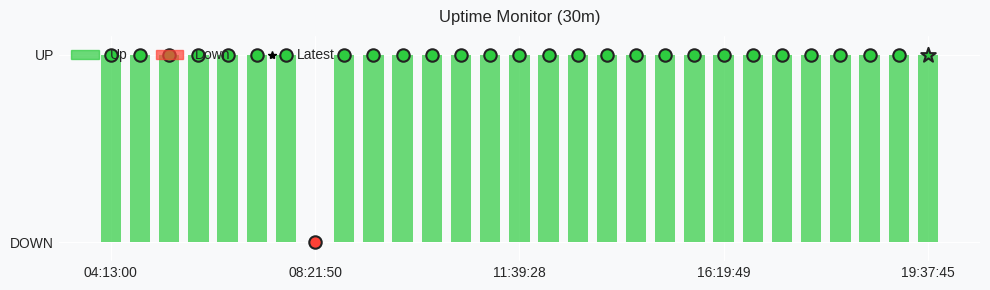 Uptime Monitor (30m)
UP
Up Down Latest
DOWN
04:13:00 08:21:50 11:39:28 16:19:49 19:37:45